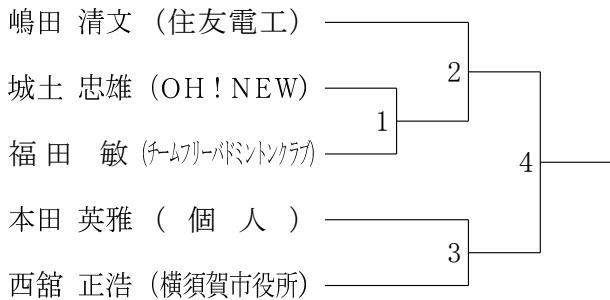 嶋田 清文 (住友電工)
城土 忠雄 (OH!NEW)
福田 敏 (チームフリーバドミントンクラブ)
本田 英雅 (個人)
西舘 正浩 (横須賀市役所)
1
2
3
4